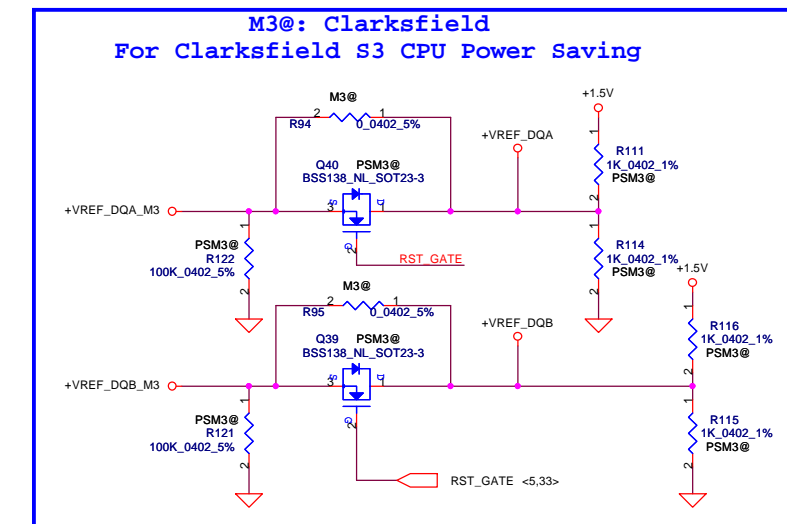 M3@: Clarksfield
For Clarksfield S3 CPU Power Saving
M3@
2 1
R94 0_0402_5%
Q40 PSM3@
BSS138_NL_SOT23-3
+VREF_DQA
+1.5V
1
R111
1K_0402_1%
PSM3@
2
+VREF_DQA_M3
3 S D 1
G
2
RST_GATE
1
PSM3@
R122
100K_0402_5%
2
1
R114
1K_0402_1%
PSM3@
2
M3@
2 1
R95 0_0402_5%
Q39 PSM3@
BSS138_NL_SOT23-3
+VREF_DQB
+1.5V
1
R116
1K_0402_1%
PSM3@
2
+VREF_DQB_M3
3 S D 1
G
2
1
PSM3@
R121
100K_0402_5%
2
1
R115
1K_0402_1%
PSM3@
2
RST_GATE <5,33>